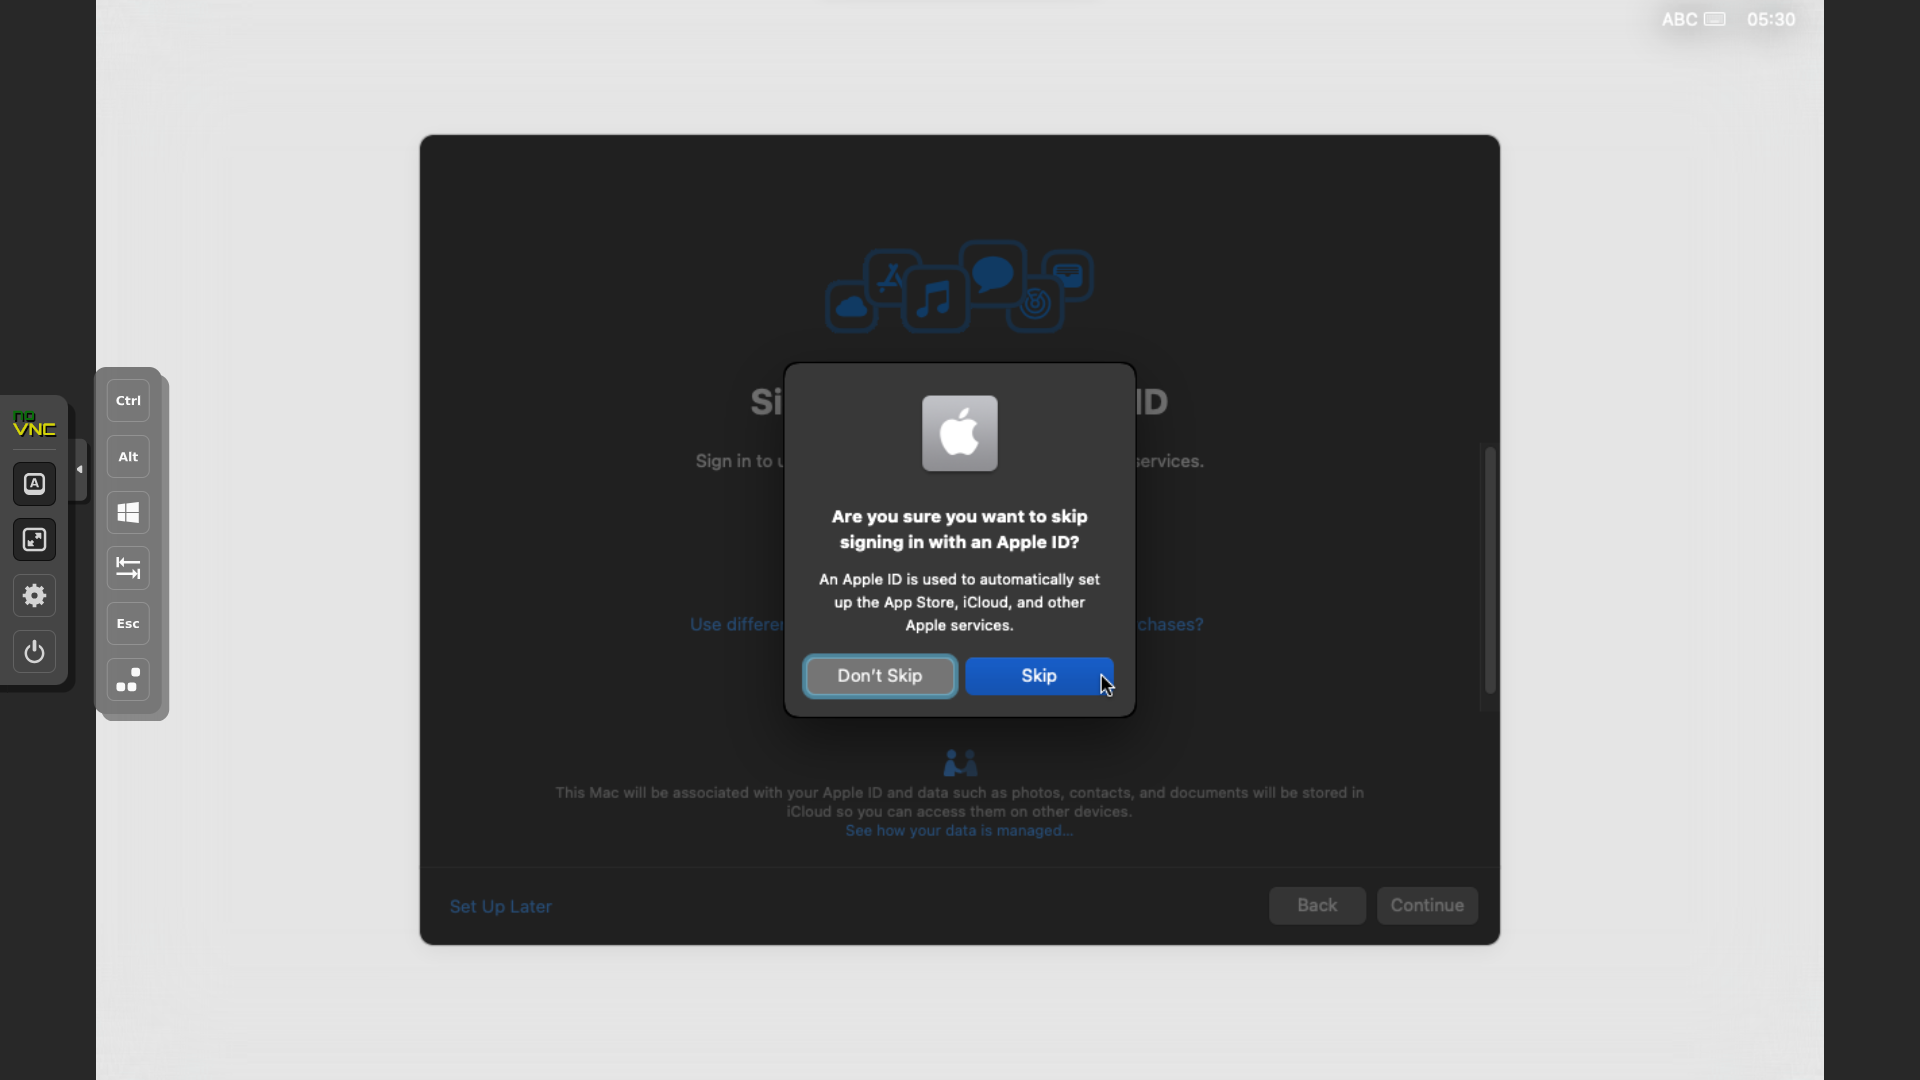 ABC 05:30
Si ID
Sign in to u services.
Are you sure you want to skip
signing in with an Apple ID?
An Apple ID is used to automatically set
up the App Store, iCloud, and other
Apple services.
Use differen chases?
Don't Skip Skip
This Mac will be associated with your Apple ID and data such as photos, contacts, and documents will be stored in
iCloud so you can access them on other devices.
See how your data is managed...
Set Up Later Back Continue
no
VNC
A
Ctrl
Alt
Esc